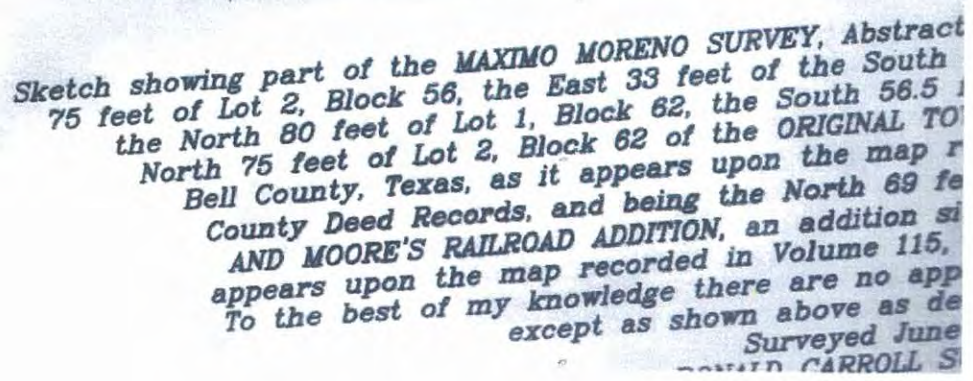 Sketch showing part of the MAXIMO MORENO SURVEY, Abstract
75 feet of Lot 2, Block 56, the East 33 feet of the South
the North 80 feet of Lot 1, Block 62, the South 56.5
North 75 feet of Lot 2, Block 62 of the ORIGINAL TO
Bell County, Texas, as it appears upon the map r
County Deed Records, and being the North 69 fe
AND MOORE'S RAILROAD ADDITION, an addition si
appears upon the map recorded in Volume 115,
To the best of my knowledge there are no app
except as shown above as de
Surveyed June
CARROLL S